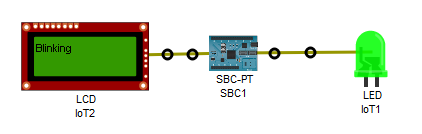 Blinking
LCD
IoT2
SBC-PT
SBC1
LED
IoT1